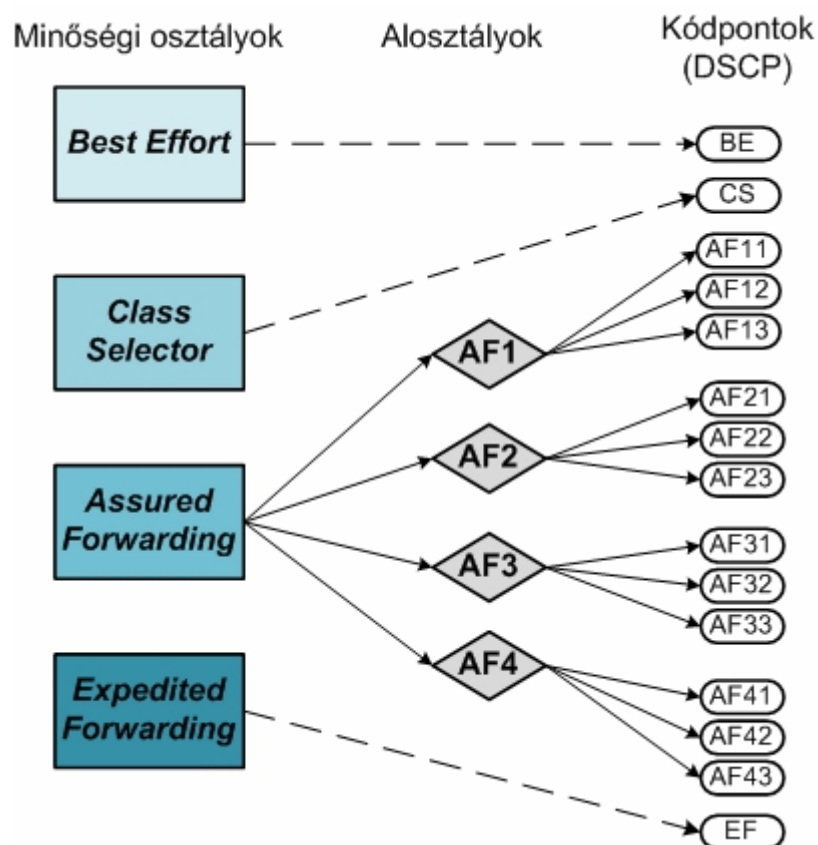 Minőségi osztályok
Alosztályok
Kódpontok
(DSCP)
Best Effort
Class
Selector
Assured
Forwarding
Expedited
Forwarding
AF1
AF2
AF3
AF4
BE
CS
AF11
AF12
AF13
AF21
AF22
AF23
AF31
AF32
AF33
AF41
AF42
AF43
EF